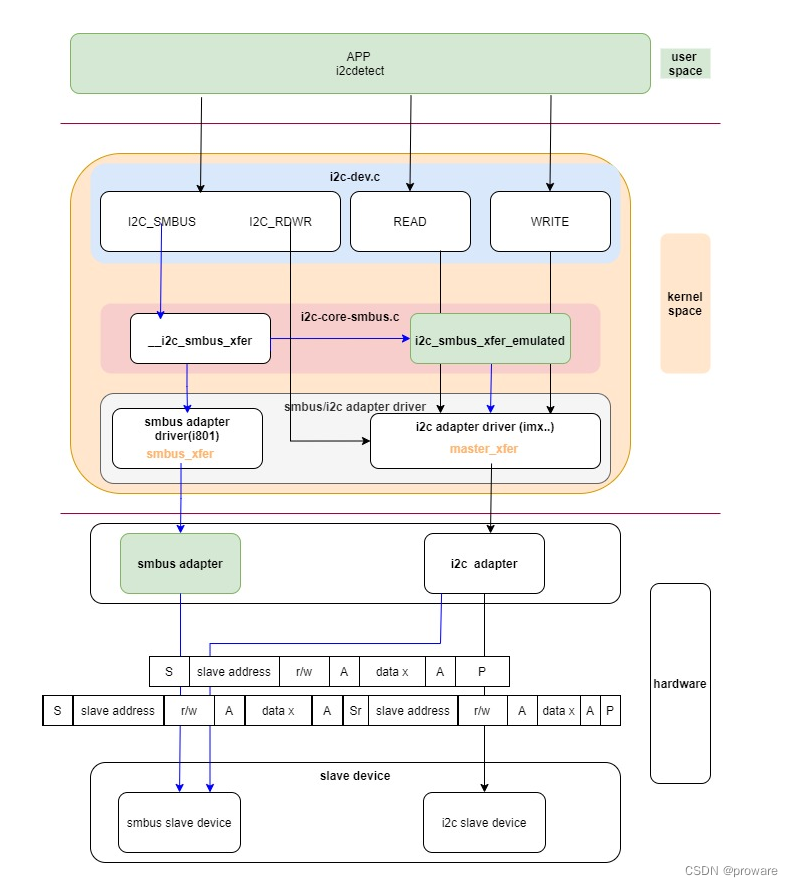 APP
i2cdetect
user
space
i2c-dev.c
I2C_SMBUS
I2C_RDWR
READ
WRITE
kernel
space
i2c-core-smbus.c
__i2c_smbus_xfer
i2c_smbus_xfer_emulated
smbus/i2c adapter driver
smbus adapter
driver(i801)
smbus_xfer
i2c adapter driver (imx..)
master_xfer
smbus adapter
i2c adapter
S slave address r/w A data x A P
S slave address r/w A data x A Sr slave address r/w A data x A P
hardware
slave device
smbus slave device
i2c slave device
CSDN @proware